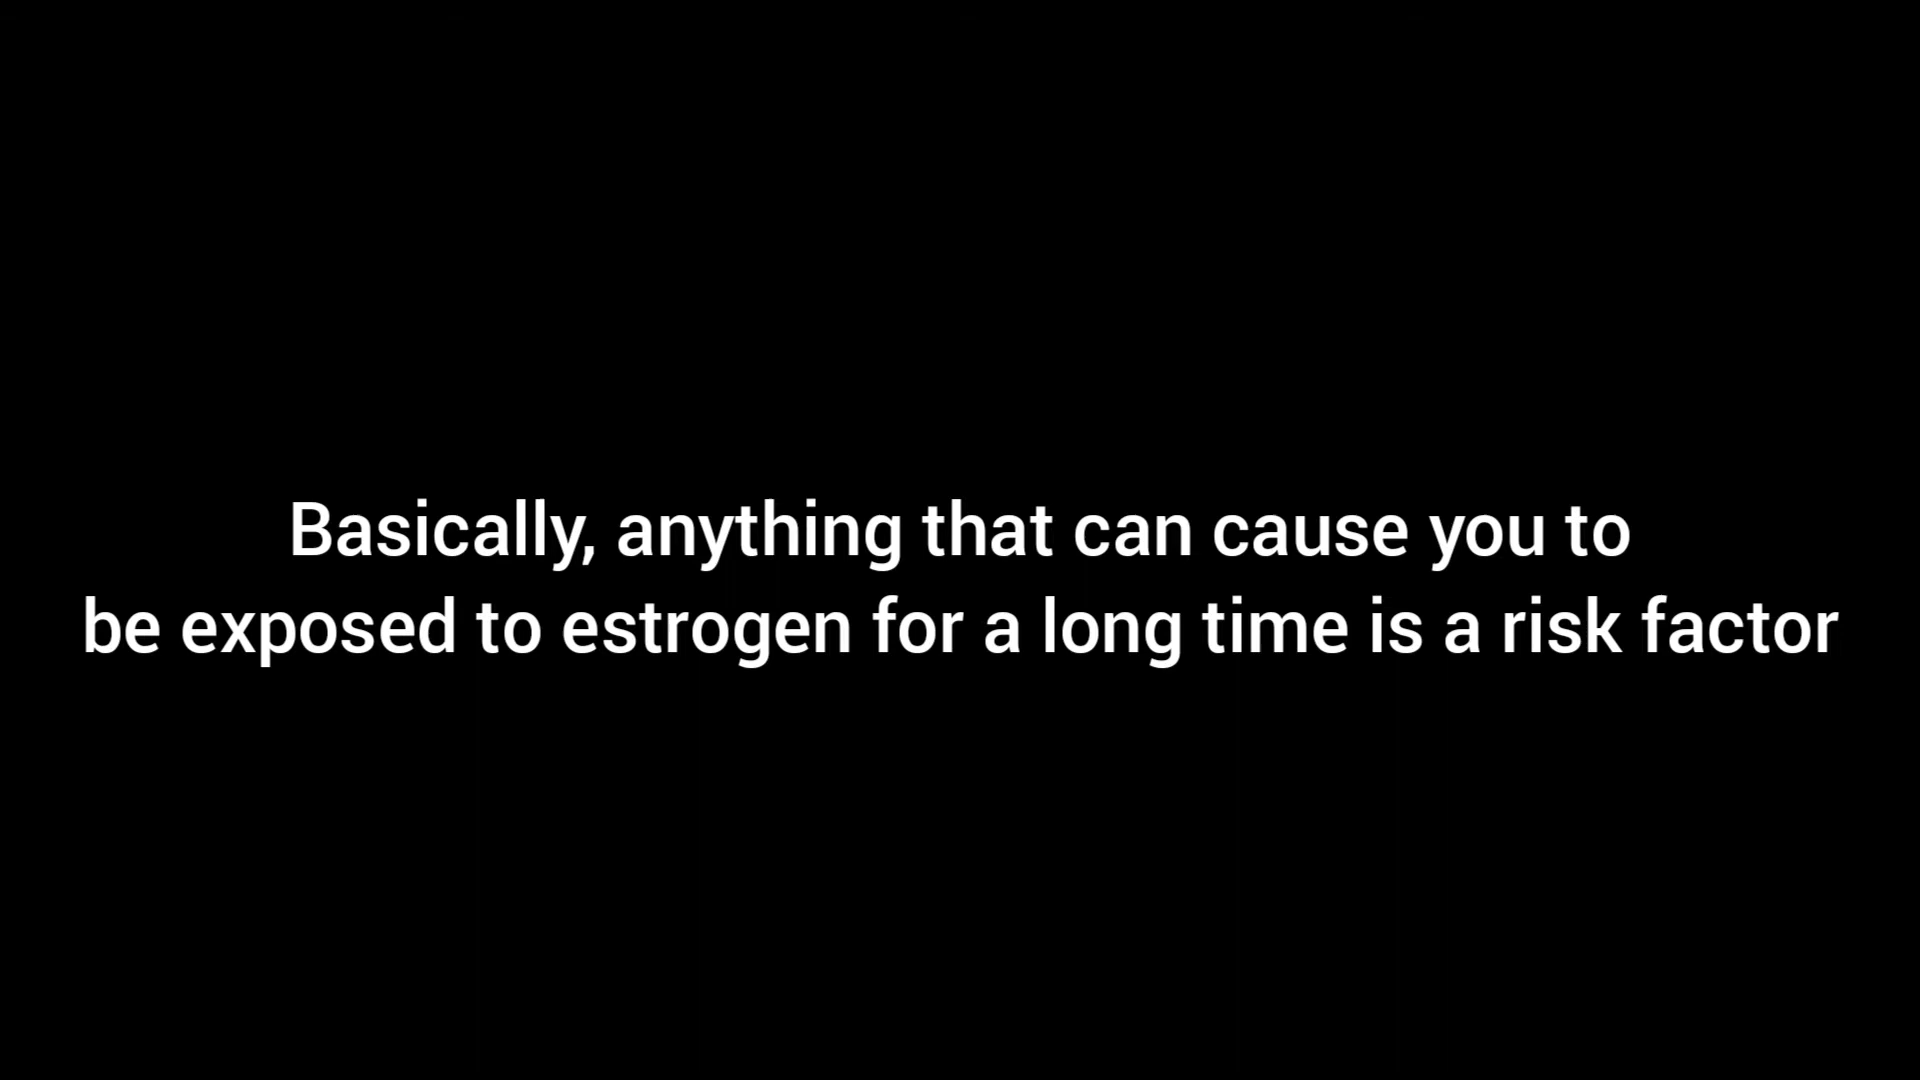 Basically, anything that can cause you to
be exposed to estrogen for a long time is a risk factor